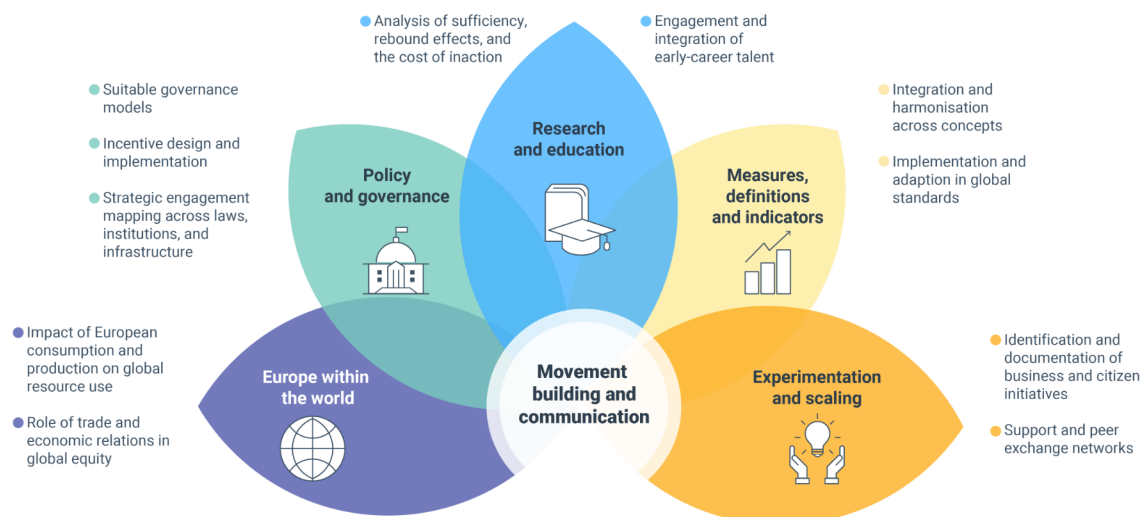 Analysis of sufficiency,
rebound effects, and
the cost of inaction
Engagement and
integration of
early-career talent
Suitable governance
models
Incentive design and
implementation
Strategic engagement
mapping across laws,
institutions, and
infrastructure
Integration and
harmonisation
across concepts
Implementation and
adaption in global
standards
Research
and education
Policy
and governance
Measures,
definitions
and indicators
Impact of European
consumption and
production on global
resource use
Role of trade and
economic relations in
global equity
Europe within
the world
Movement
building and
communication
Experimentation
and scaling
Identification and
documentation of
business and citizen
initiatives
Support and peer
exchange networks